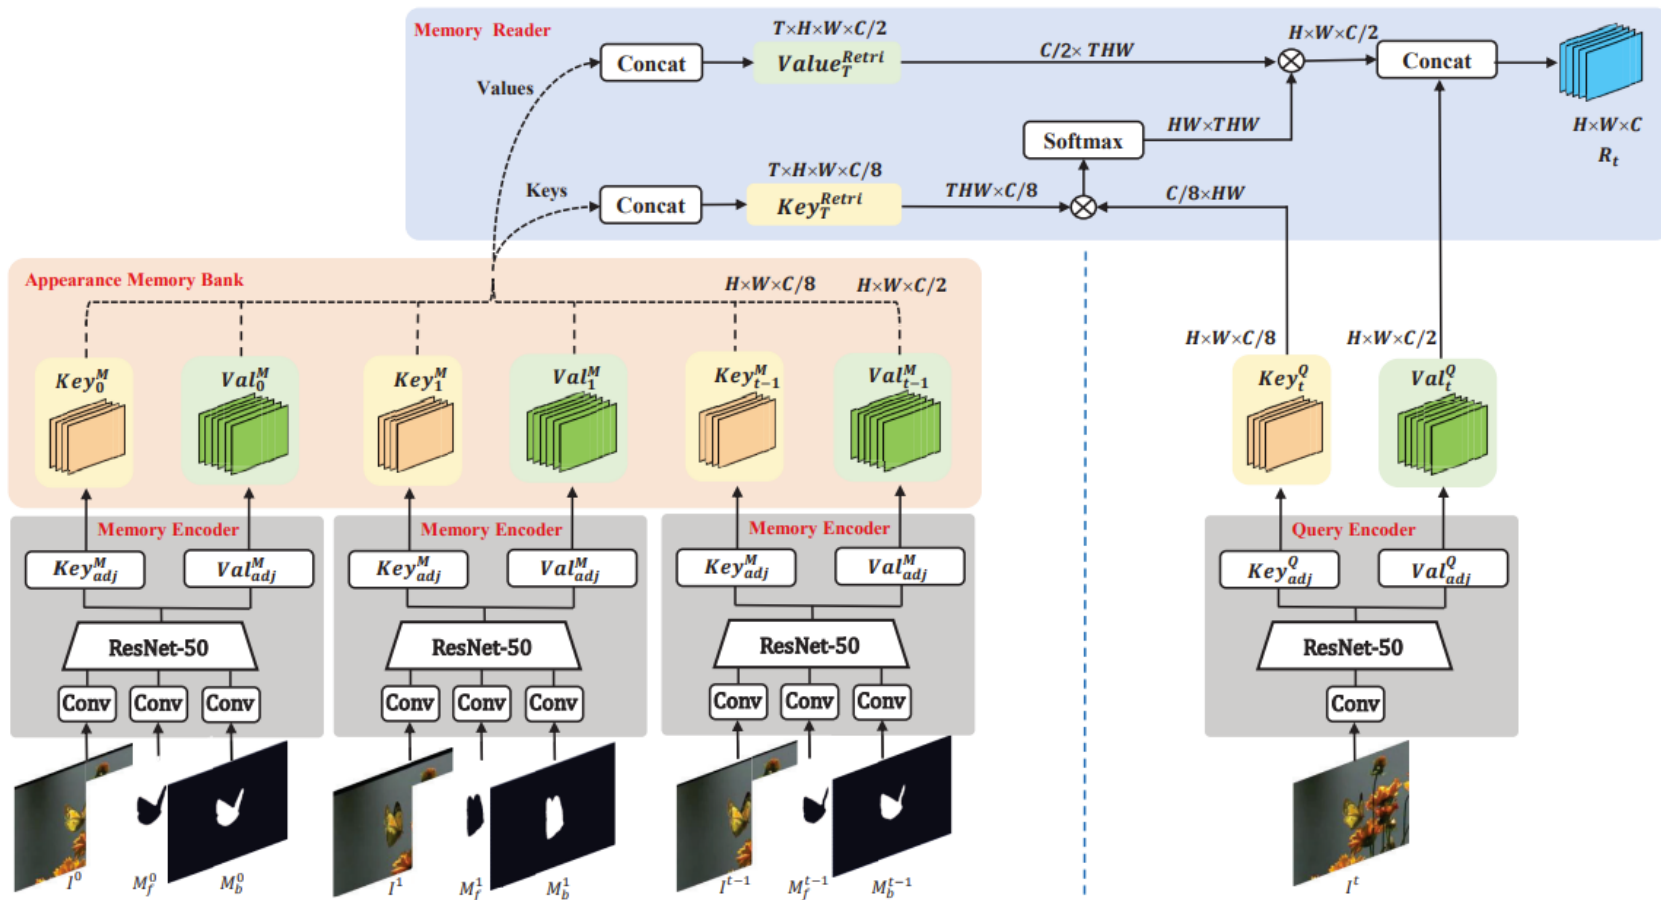 Memory Reader
T×H×W×C/2
H×W×C/2
Concat
Value_T^Retri
C/2× THW
Concat
Values
H×W×C
R_t
Softmax
HW×THW
T×H×W×C/8
Keys
Concat
Key_T^Retri
THW×C/8
C/8×HW
Appearance Memory Bank
H×W×C/8
H×W×C/2
H×W×C/8
H×W×C/2
Key_0^M
Val_0^M
Key_1^M
Val_1^M
Key_{t-1}^M
Val_{t-1}^M
Key_t^Q
Val_t^Q
Memory Encoder
Memory Encoder
Memory Encoder
Query Encoder
Key_adj^M
Val_adj^M
Key_adj^M
Val_adj^M
Key_adj^M
Val_adj^M
Key_adj^Q
Val_adj^Q
ResNet-50
ResNet-50
ResNet-50
ResNet-50
Conv
Conv
Conv
Conv
Conv
Conv
Conv
Conv
Conv
Conv
I^0
M_f^0
M_b^0
I^1
M_f^1
M_b^1
I^{t-1}
M_f^{t-1}
M_b^{t-1}
I^t